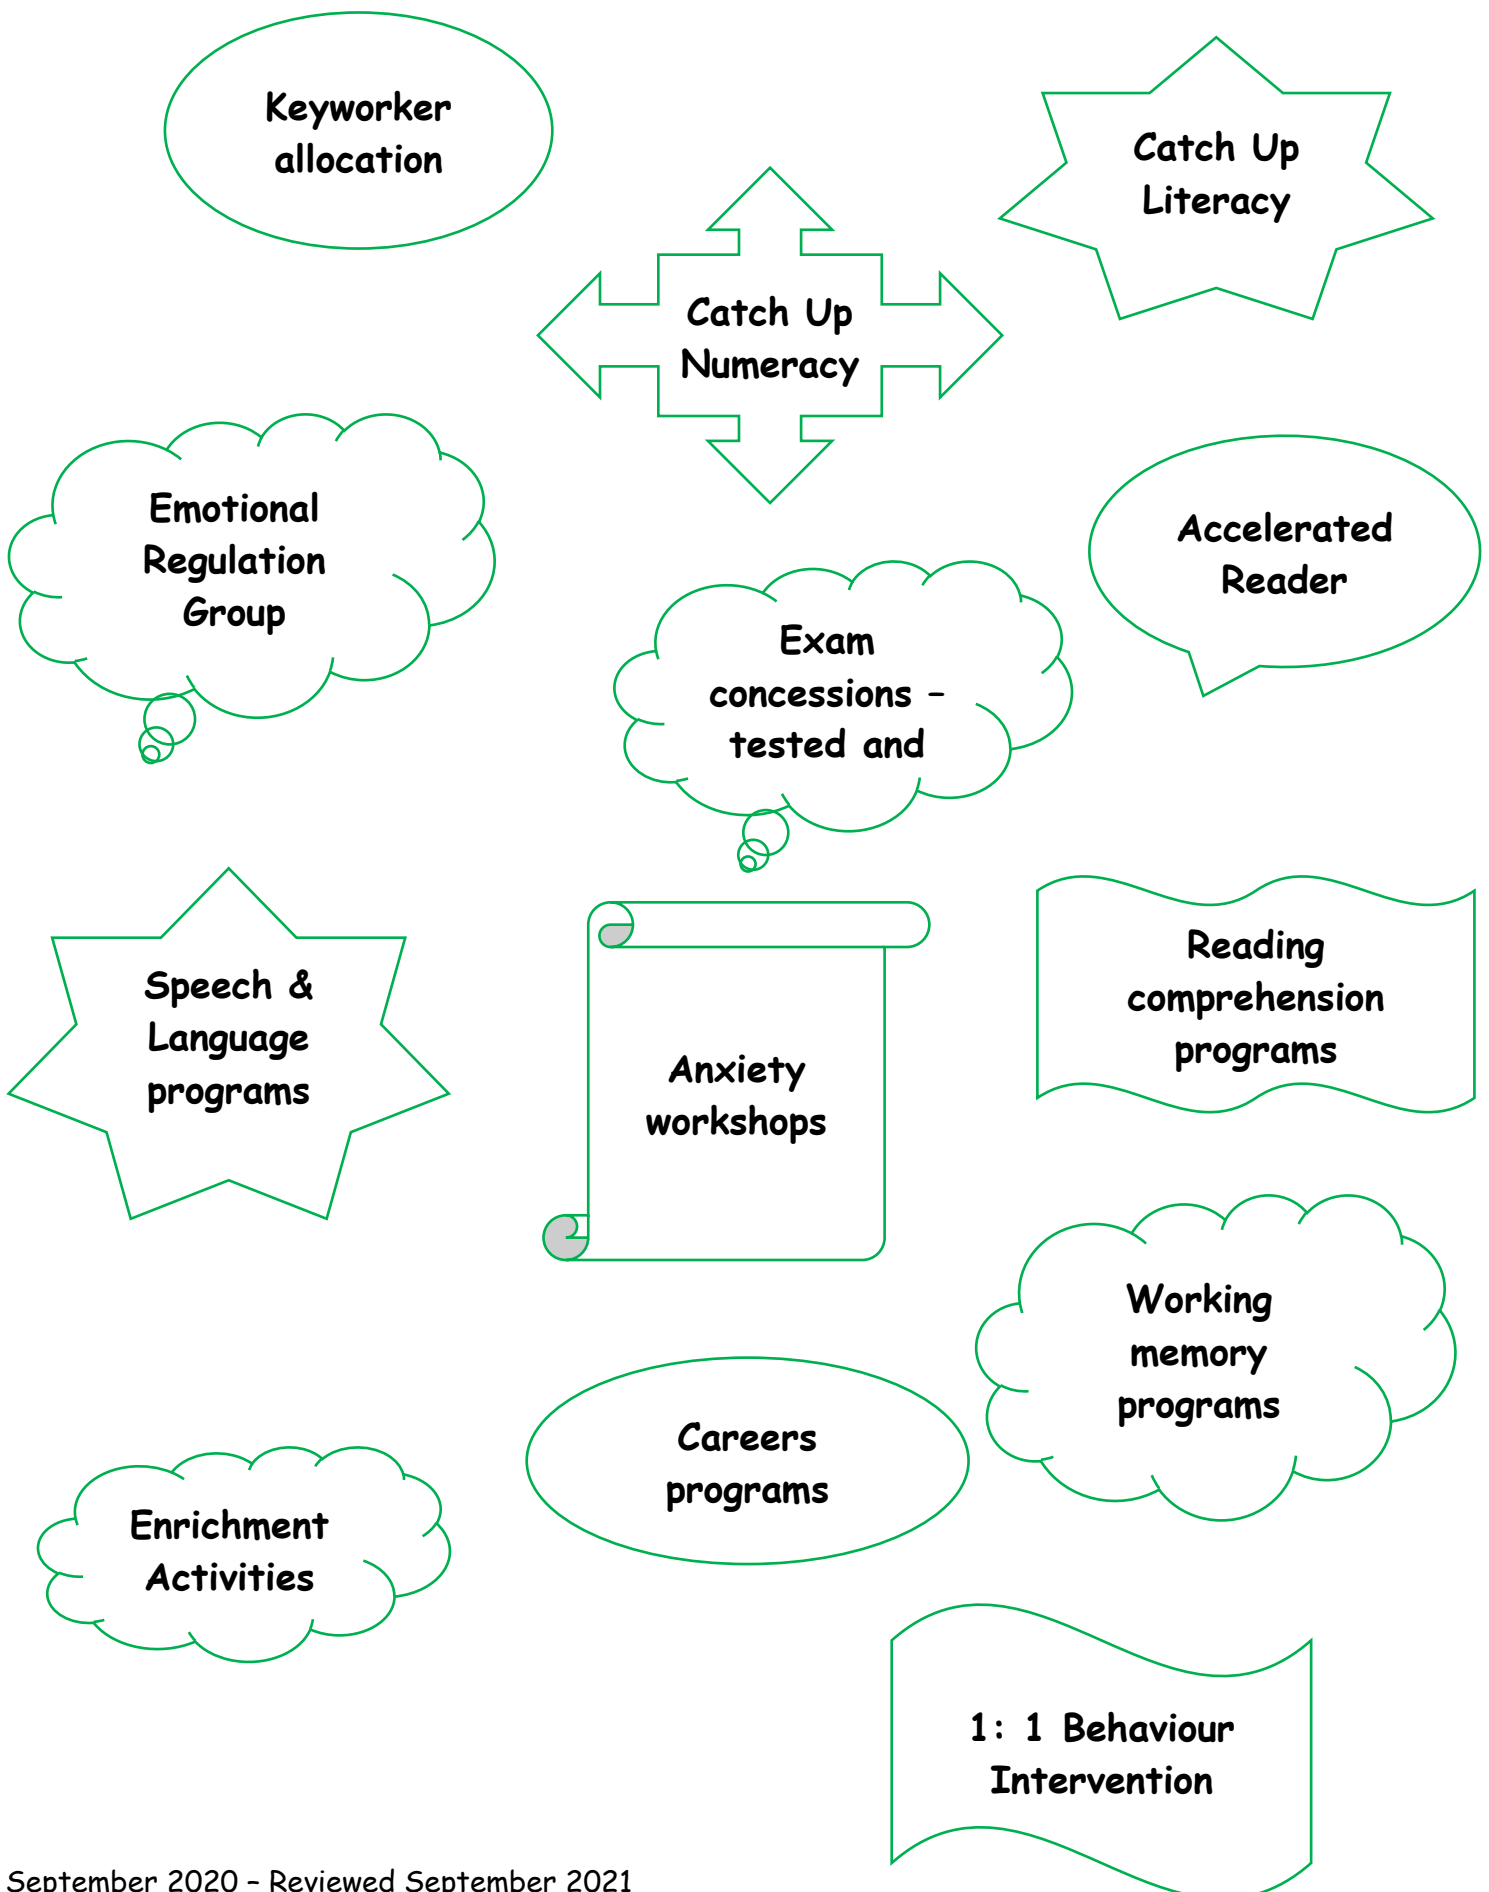 Keyworker
allocation
Catch Up
Literacy
Catch Up
Numeracy
Emotional
Regulation
Group
Accelerated
Reader
Exam
concessions –
tested and
Speech &
Language
programs
Anxiety
workshops
Reading
comprehension
programs
Working
memory
programs
Careers
programs
Enrichment
Activities
1: 1 Behaviour
Intervention
September 2020 – Reviewed September 2021